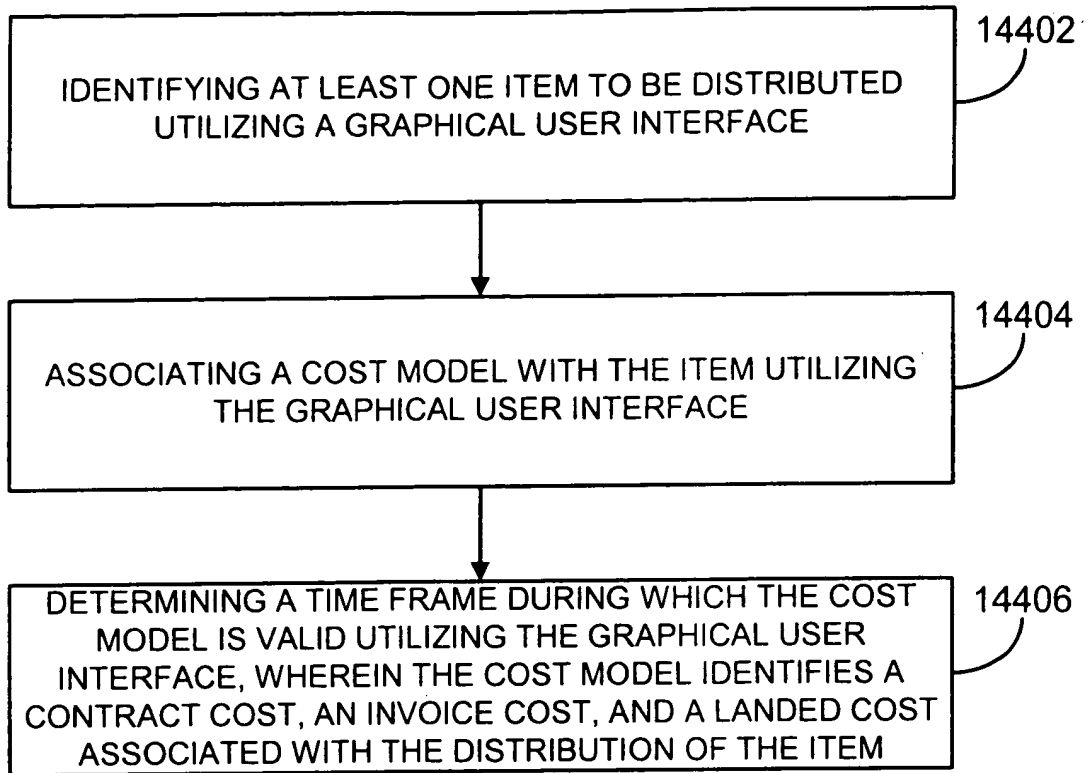 14402
IDENTIFYING AT LEAST ONE ITEM TO BE DISTRIBUTED
UTILIZING A GRAPHICAL USER INTERFACE
14404
ASSOCIATING A COST MODEL WITH THE ITEM UTILIZING
THE GRAPHICAL USER INTERFACE
14406
DETERMINING A TIME FRAME DURING WHICH THE COST
MODEL IS VALID UTILIZING THE GRAPHICAL USER
INTERFACE, WHEREIN THE COST MODEL IDENTIFIES A
CONTRACT COST, AN INVOICE COST, AND A LANDED COST
ASSOCIATED WITH THE DISTRIBUTION OF THE ITEM